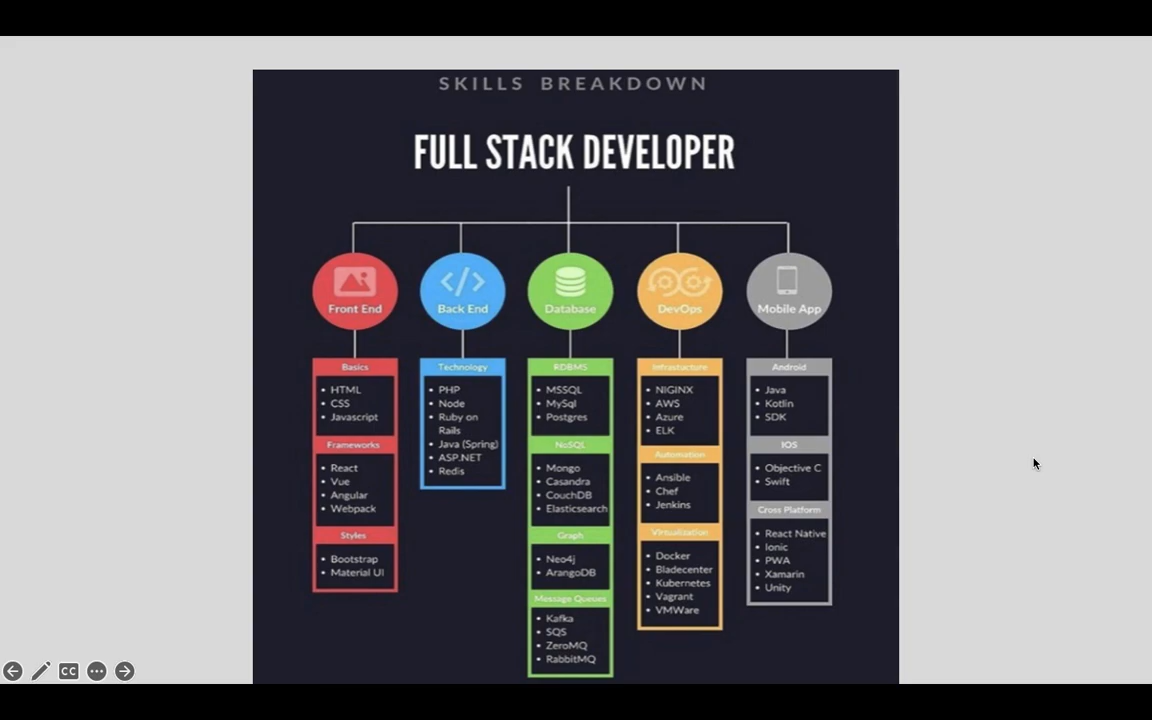 SKILLS BREAKDOWN
FULL STACK DEVELOPER
Front End
Basics
HTML
CSS
Javascript
Frameworks
React
Vue
Angular
Webpack
Styles
Bootstrap
Material UI
Back End
Technology
PHP
Node
Ruby on
Rails
Java (Spring)
ASP.NET
Redis
Database
RDBMS
MSSQL
MySql
Postgres
NoSQL
Mongo
Casandra
CouchDB
Elasticsearch
Graph
Neo4j
ArangoDB
Message Queues
Kafka
SQS
ZeroMQ
RabbitMQ
DevOps
Infrastucture
NIGINX
AWS
Azure
ELK
Automation
Ansible
Chef
Jenkins
Virtualization
Docker
Bladecenter
Kubernetes
Vagrant
VMWare
Mobile App
Android
Java
Kotlin
SDK
IOS
Objective C
Swift
Cross Platform
React Native
Ionic
PWA
Xamarin
Unity
CC